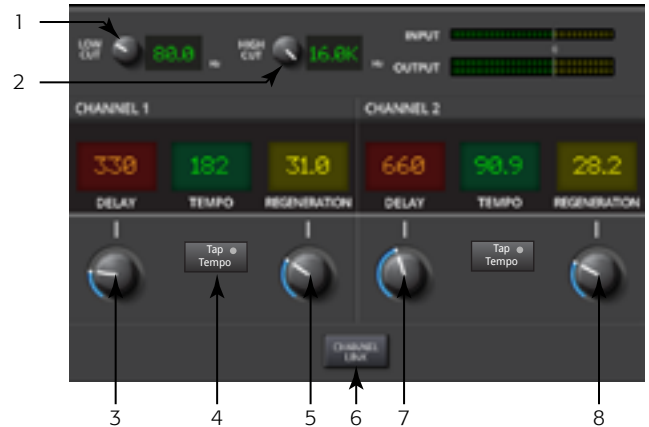 1
LOW CUT 80.0 Hz HIGH CUT 16.0K Hz INPUT
2
OUTPUT
0
CHANNEL 1 CHANNEL 2
330 182 31.0 660 90.9 28.2
DELAY TEMPO REGENERATION DELAY TEMPO REGENERATION
Tap Tempo
Tap Tempo
CHANNEL LINK
3 4 5 6 7 8